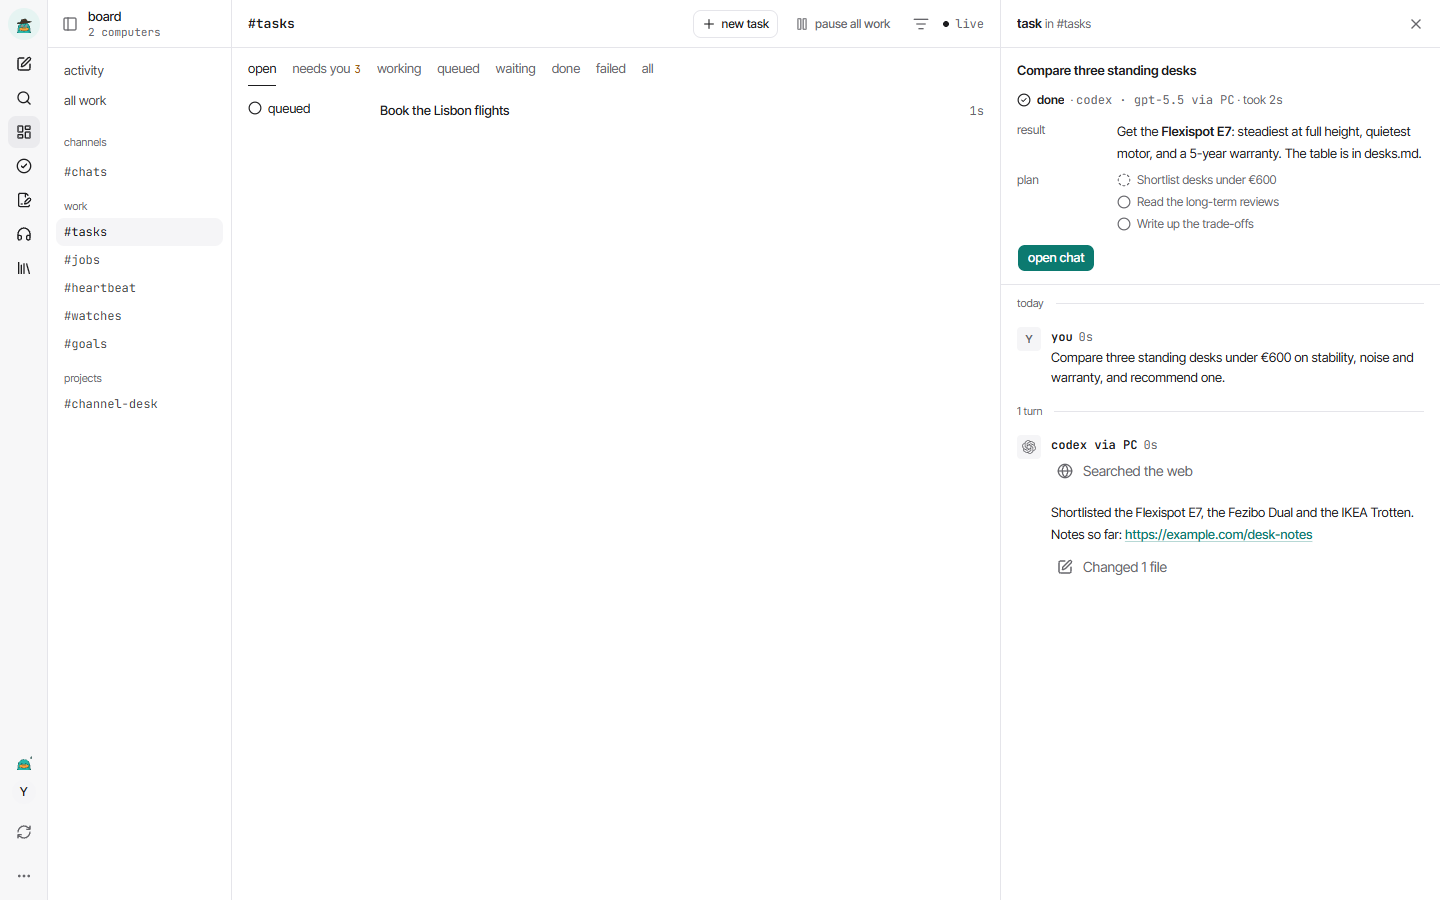 board
2 computers
activity
all work
channels
#chats
work
#tasks
#jobs
#heartbeat
#watches
#goals
projects
#channel-desk
Y
#tasks
new task
pause all work
live
open
needs you 3
working
queued
waiting
done
failed
all
queued
Book the Lisbon flights
1s
task in #tasks
Compare three standing desks
done · codex · gpt-5.5 via PC · took 2s
result
Get the Flexispot E7: steadiest at full height, quietest
motor, and a 5-year warranty. The table is in desks.md.
plan
Shortlist desks under €600
Read the long-term reviews
Write up the trade-offs
open chat
today
Y
you 0s
Compare three standing desks under €600 on stability, noise and
warranty, and recommend one.
1 turn
codex via PC 0s
Searched the web
Shortlisted the Flexispot E7, the Fezibo Dual and the IKEA Trotten.
Notes so far: https://example.com/desk-notes
Changed 1 file